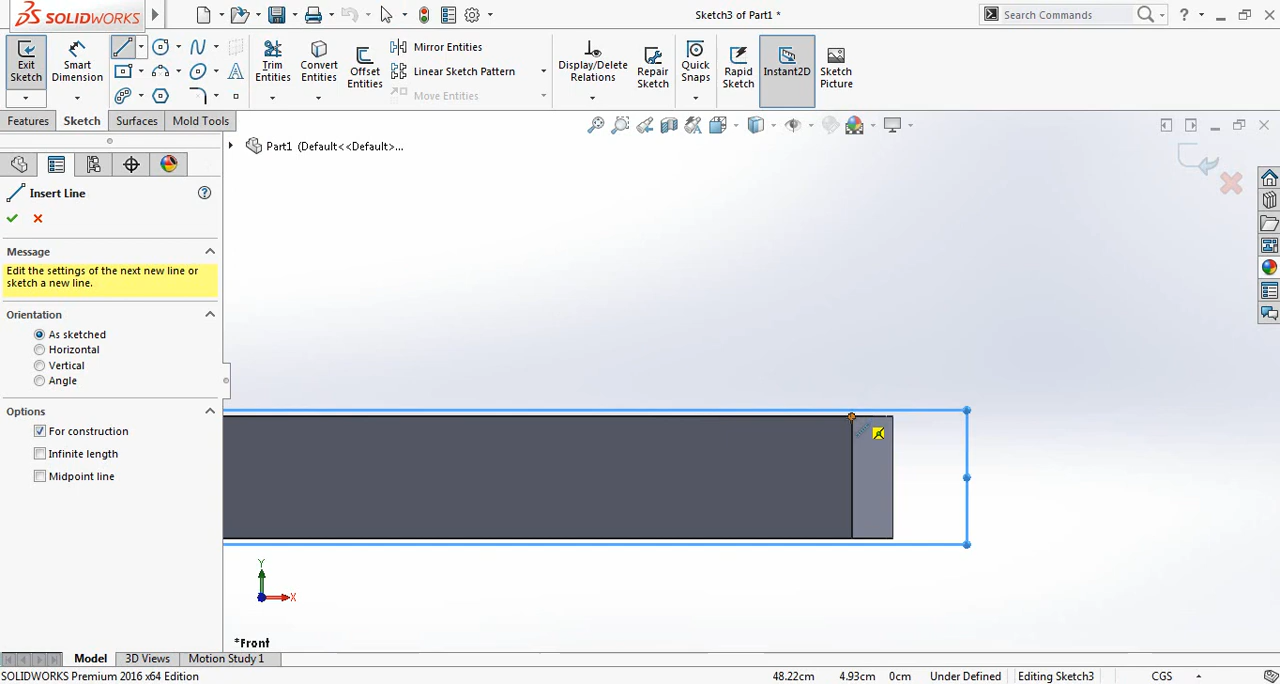 SOLIDWORKS
Sketch3 of Part1 *
Search Commands
?
Exit Sketch
Smart Dimension
Trim Entities
Convert Entities
Offset Entities
Mirror Entities
Linear Sketch Pattern
Move Entities
Display/Delete Relations
Repair Sketch
Quick Snaps
Rapid Sketch
Instant2D
Sketch Picture
Features
Sketch
Surfaces
Mold Tools
Part1 (Default<<Default>...
Insert Line
Message
Edit the settings of the next new line or
sketch a new line.
Orientation
As sketched
Horizontal
Vertical
Angle
Options
For construction
Infinite length
Midpoint line
Y
X
*Front
Model
3D Views
Motion Study 1
SOLIDWORKS Premium 2016 x64 Edition
48.22cm
4.93cm
0cm
Under Defined
Editing Sketch3
CGS